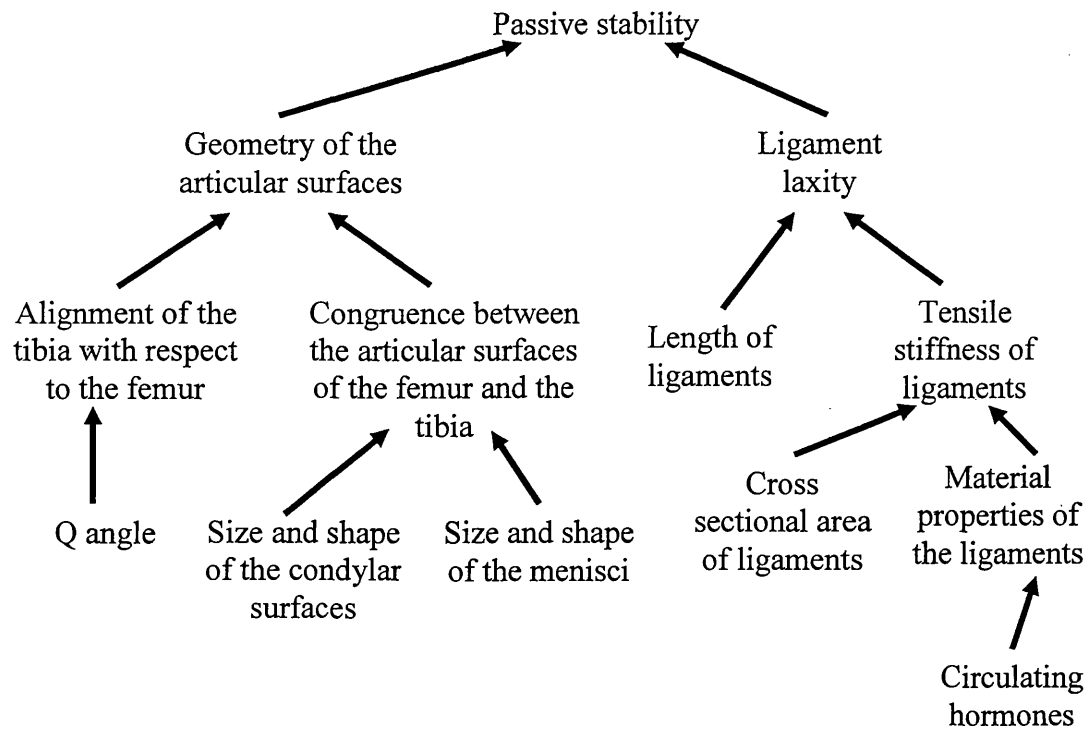 Passive stability
Geometry of the
articular surfaces
Ligament
laxity
Alignment of the
tibia with respect
to the femur
Congruence between
the articular surfaces
of the femur and the
tibia
Length of
ligaments
Tensile
stiffness of
ligaments
Q angle
Size and shape
of the condylar
surfaces
Size and shape
of the menisci
Cross
sectional area
of ligaments
Material
properties of
the ligaments
Circulating
hormones